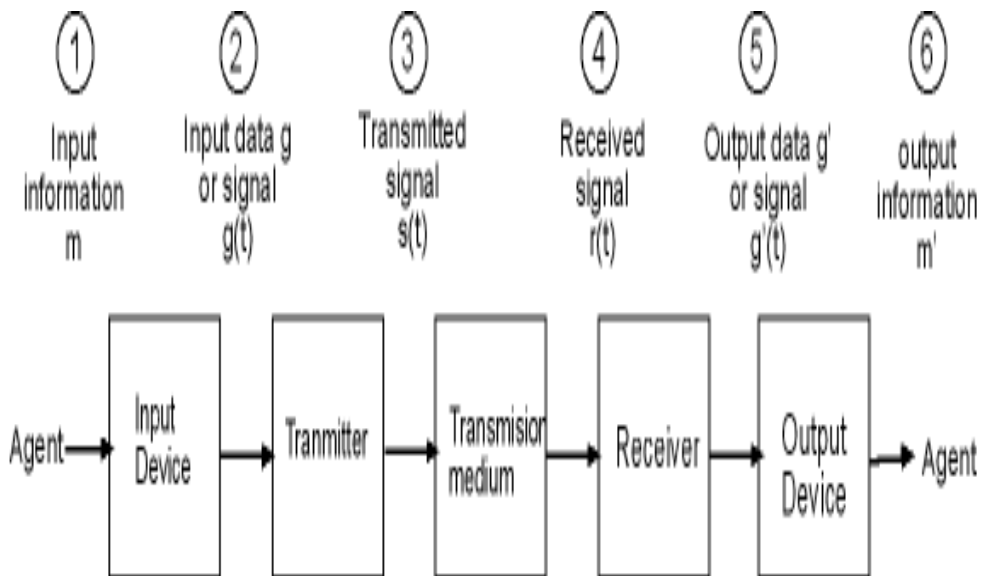 1
2
3
4
5
6
Input
information
m
Input data g
or signal
g(t)
Transmitted
signal
s(t)
Received
signal
r(t)
Output data g'
or signal
g'(t)
output
information
m'
Agent
Input
Device
Tranmitter
Transmision
medium
Receiver
Output
Device
Agent